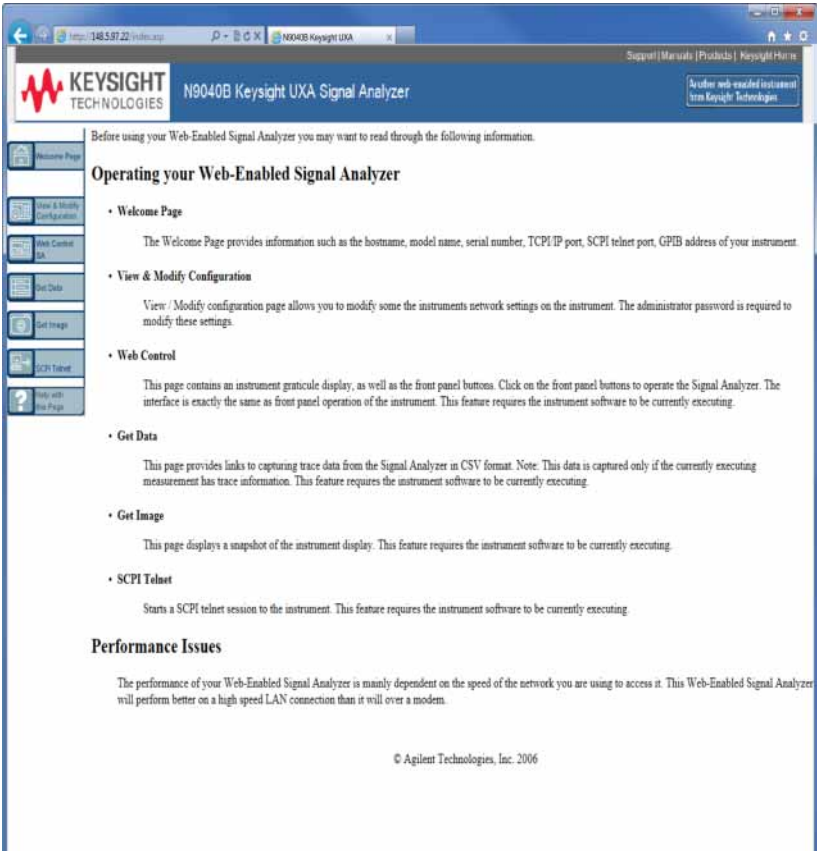 http://148.5.97.22/index.asp
N9040B Keysight UXA
Support | Manuals | Products | Keysight Home
KEYSIGHT
TECHNOLOGIES
N9040B Keysight UXA Signal Analyzer
Another web-enabled instrument
from Keysight Technologies
Welcome Page
View & Modify
Configuration
Web Control
SA
Get Data
Get Image
SCPI Telnet
Help with
this Page
Before using your Web-Enabled Signal Analyzer you may want to read through the following information.
Operating your Web-Enabled Signal Analyzer
• Welcome Page
The Welcome Page provides information such as the hostname, model name, serial number, TCPI/IP port, SCPI telnet port, GPIB address of your instrument.
• View & Modify Configuration
View / Modify configuration page allows you to modify some the instruments network settings on the instrument. The administrator password is required to
modify these settings.
• Web Control
This page contains an instrument graticule display, as well as the front panel buttons. Click on the front panel buttons to operate the Signal Analyzer. The
interface is exactly the same as front panel operation of the instrument. This feature requires the instrument software to be currently executing.
• Get Data
This page provides links to capturing trace data from the Signal Analyzer in CSV format. Note: This data is captured only if the currently executing
measurement has trace information. This feature requires the instrument software to be currently executing.
• Get Image
This page displays a snapshot of the instrument display. This feature requires the instrument software to be currently executing.
• SCPI Telnet
Starts a SCPI telnet session to the instrument. This feature requires the instrument software to be currently executing.
Performance Issues
The performance of your Web-Enabled Signal Analyzer is mainly dependent on the speed of the network you are using to access it. This Web-Enabled Signal Analyzer
will perform better on a high speed LAN connection than it will over a modem.
© Agilent Technologies, Inc. 2006